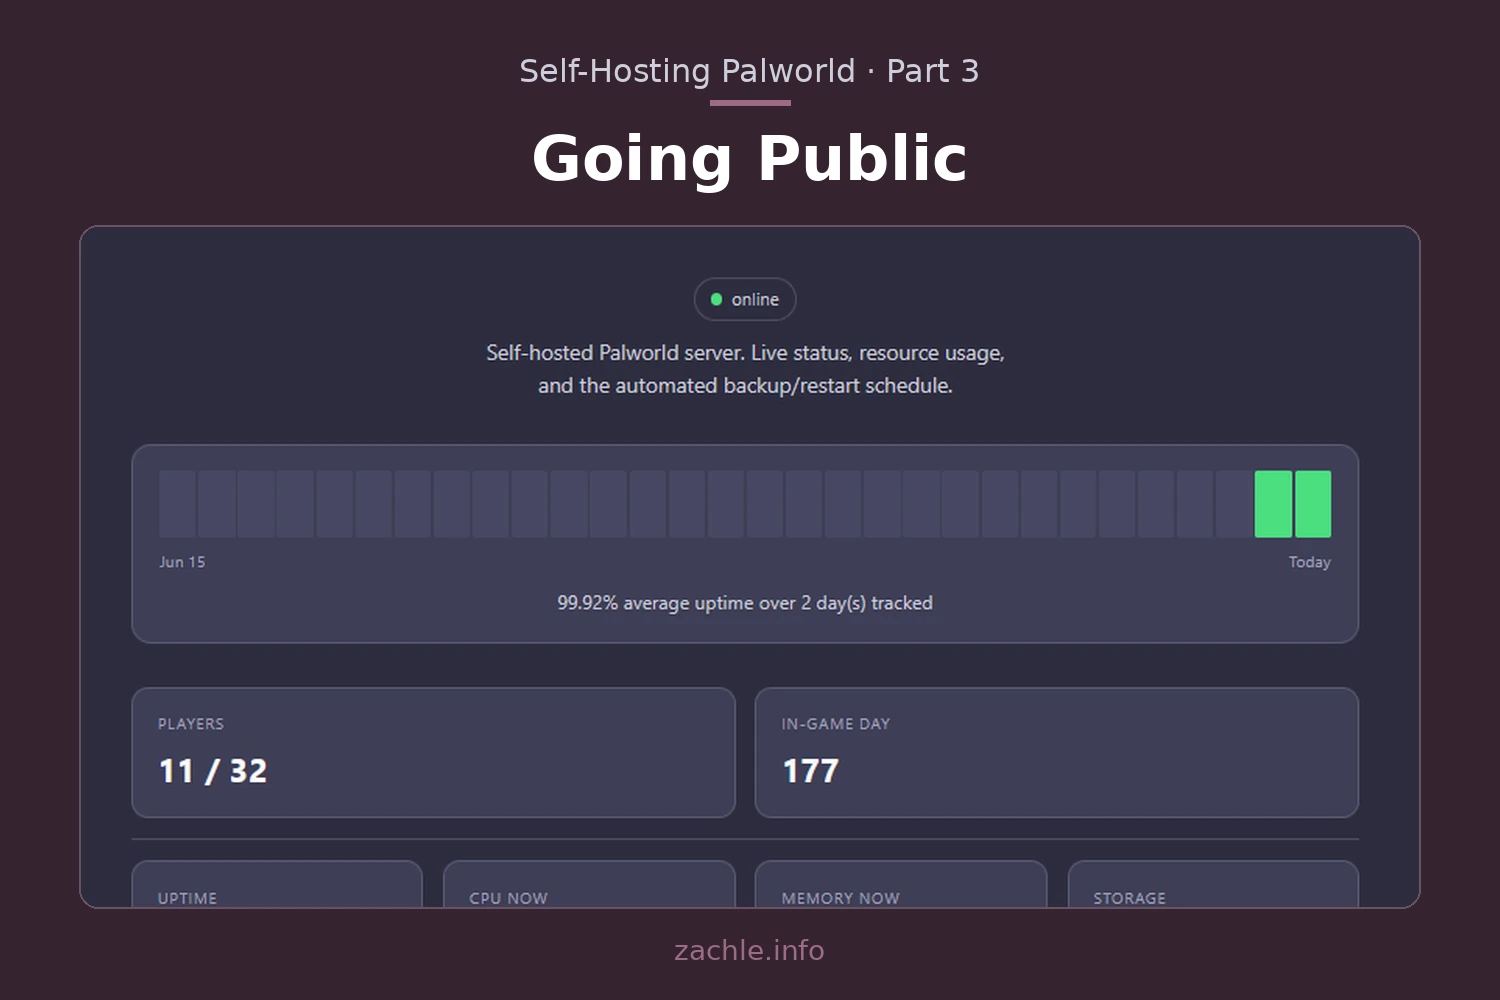 Self-Hosting Palworld · Part 3
Going Public
online
Self-hosted Palworld server. Live status, resource usage,
and the automated backup/restart schedule.
Jun 15
Today
99.92% average uptime over 2 day(s) tracked
PLAYERS
11 / 32
IN-GAME DAY
177
UPTIME
CPU NOW
MEMORY NOW
STORAGE
zachle.info